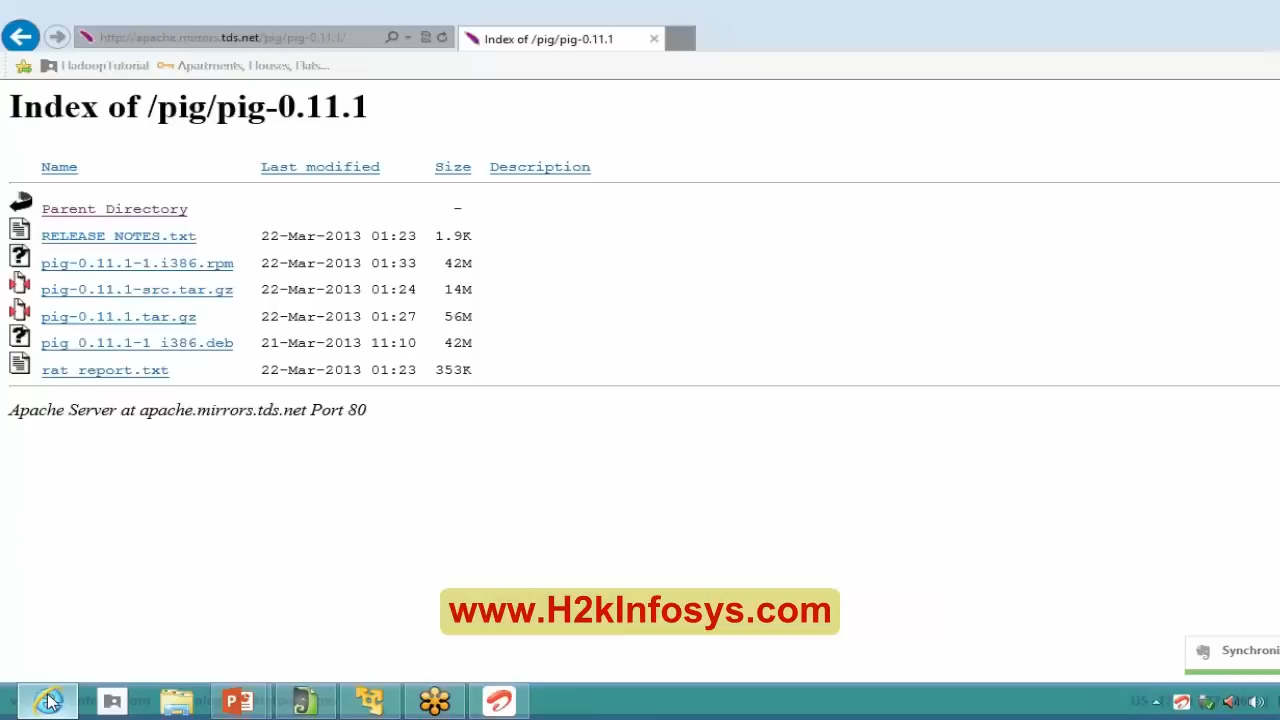 http://apache.mirrors.tds.net/pig/pig-0.11.1/
Index of /pig/pig-0.11.1
HadoopTutorial
Apartments, Houses, Flats...
Index of /pig/pig-0.11.1
Name Last modified Size Description
Parent Directory -
RELEASE_NOTES.txt 22-Mar-2013 01:23 1.9K
pig-0.11.1-1.i386.rpm 22-Mar-2013 01:33 42M
pig-0.11.1-src.tar.gz 22-Mar-2013 01:24 14M
pig-0.11.1.tar.gz 22-Mar-2013 01:27 56M
pig_0.11.1-1_i386.deb 21-Mar-2013 11:10 42M
rat_report.txt 22-Mar-2013 01:23 353K
Apache Server at apache.mirrors.tds.net Port 80
www.H2kInfosys.com
Synchroni
US